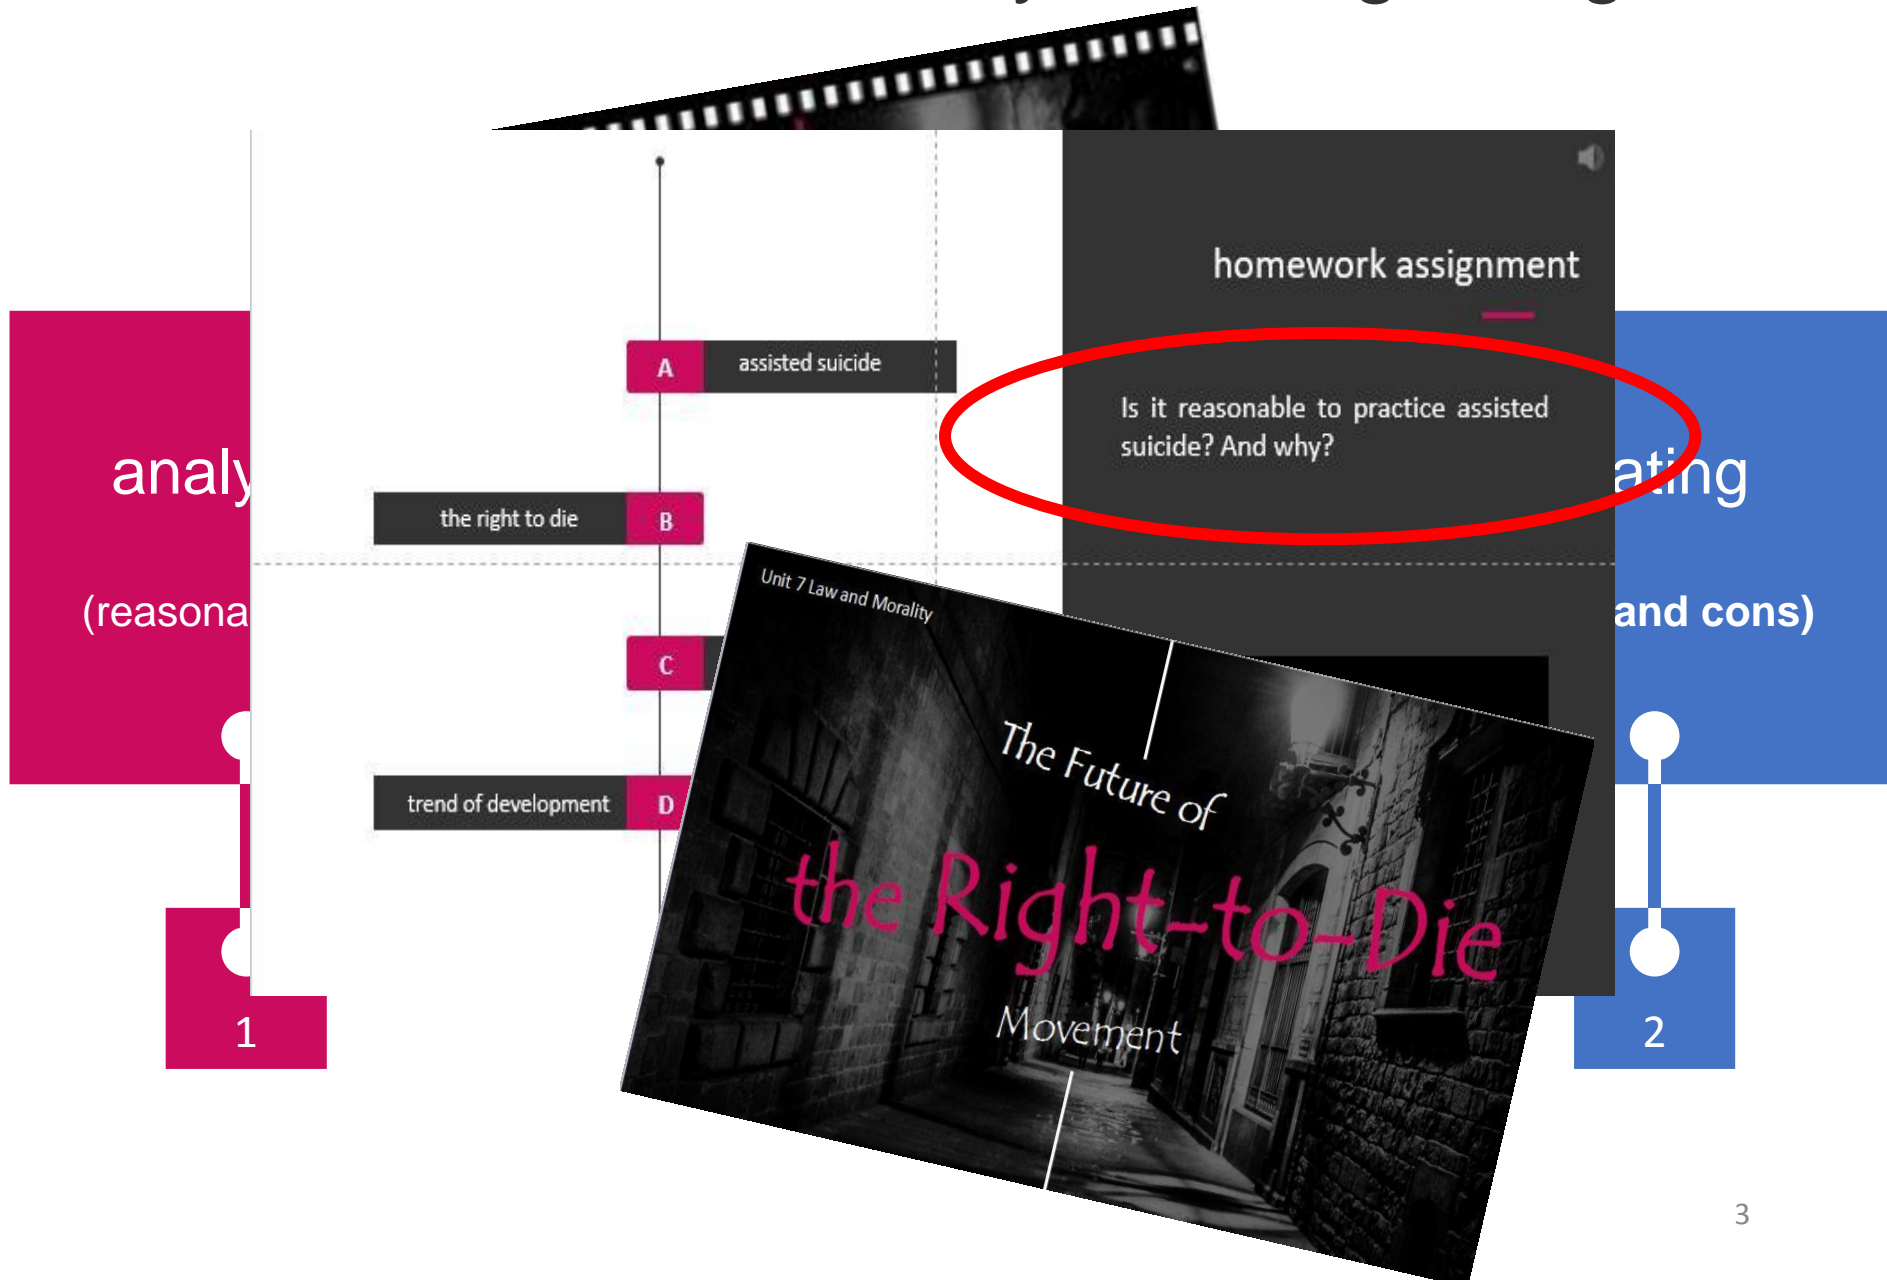 homework assignment
assisted suicide
A
Is it reasonable to practice assisted
suicide? And why?
the right to die
B
C
trend of development
D
Unit 7 Law and Morality
The Future of
the Right-to-Die
Movement
(reasona
ating
and cons)
1
2
3